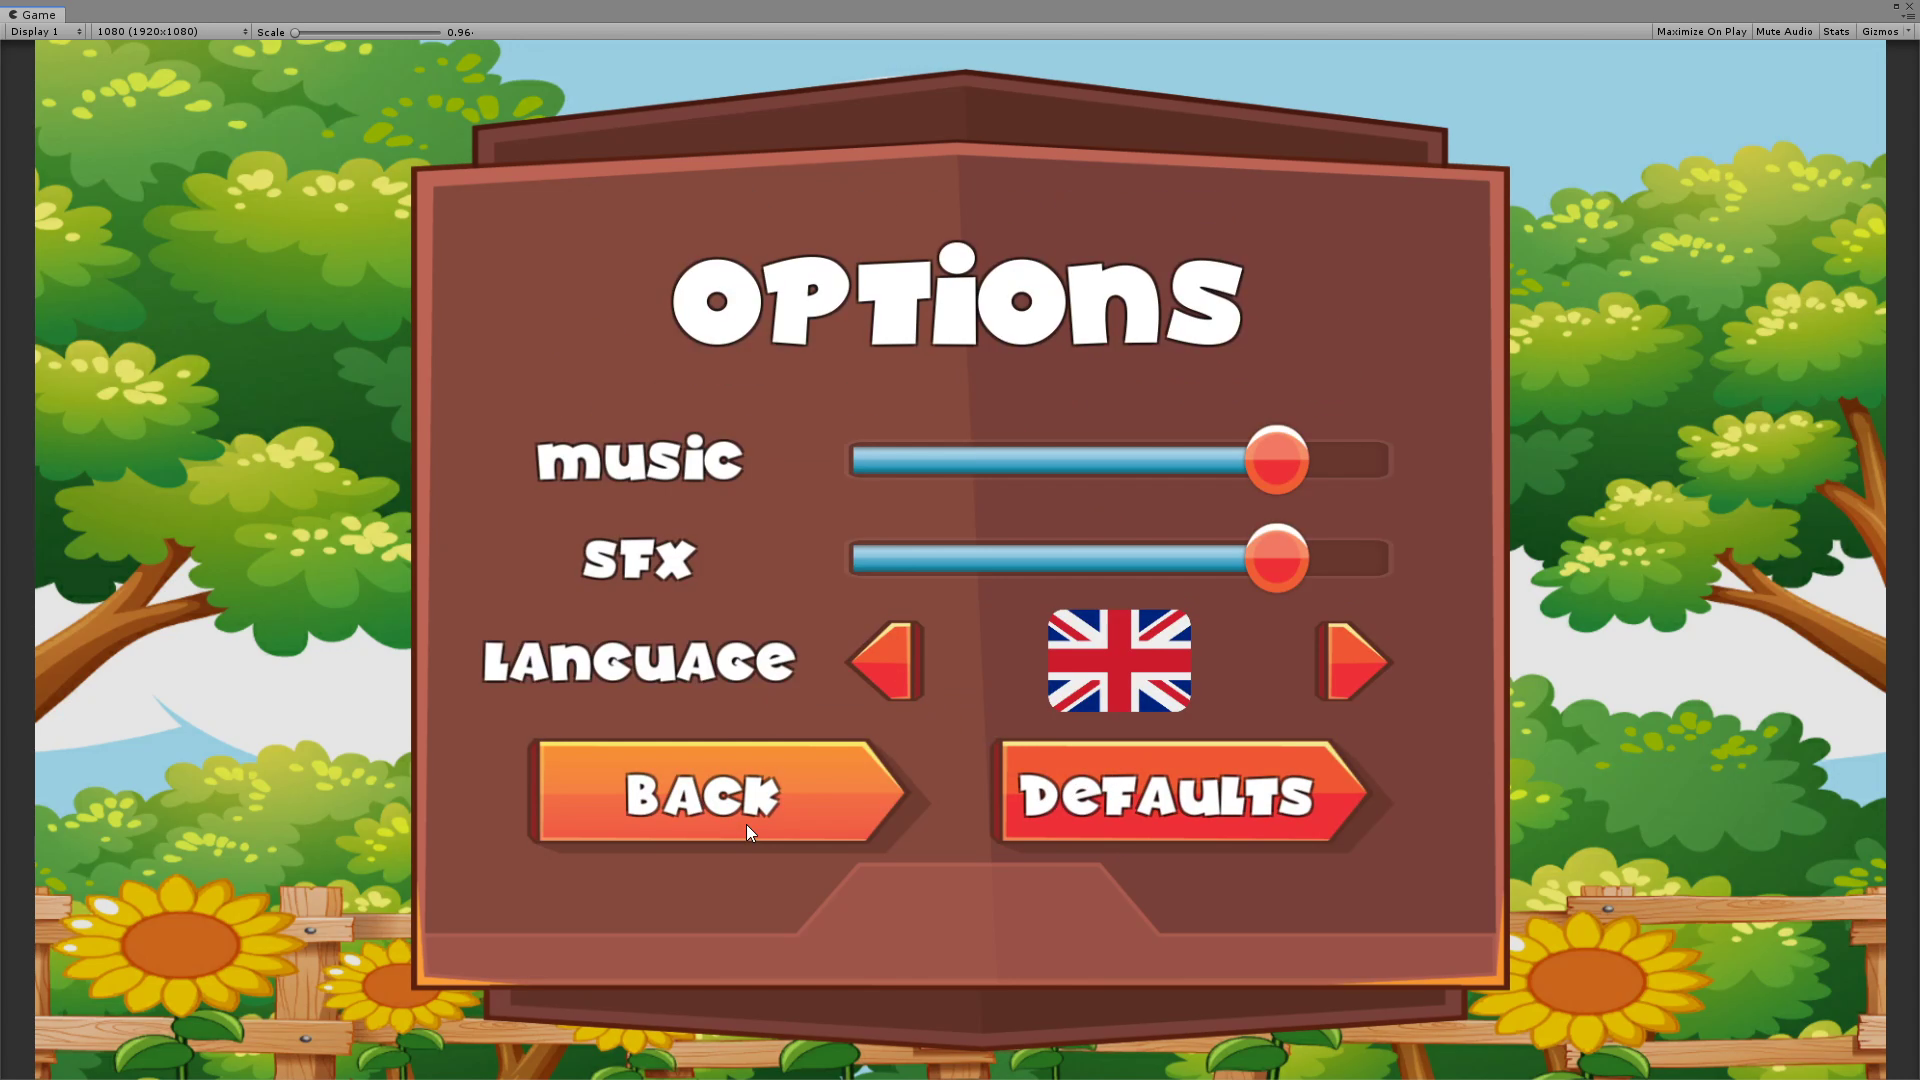 Game
Display 1 1080 (1920x1080) Scale 0.96 Maximize On Play Mute Audio Stats Gizmos
OPTiOnS
music
SFX
LAnGuAGe
BACK
DeFAuLTS